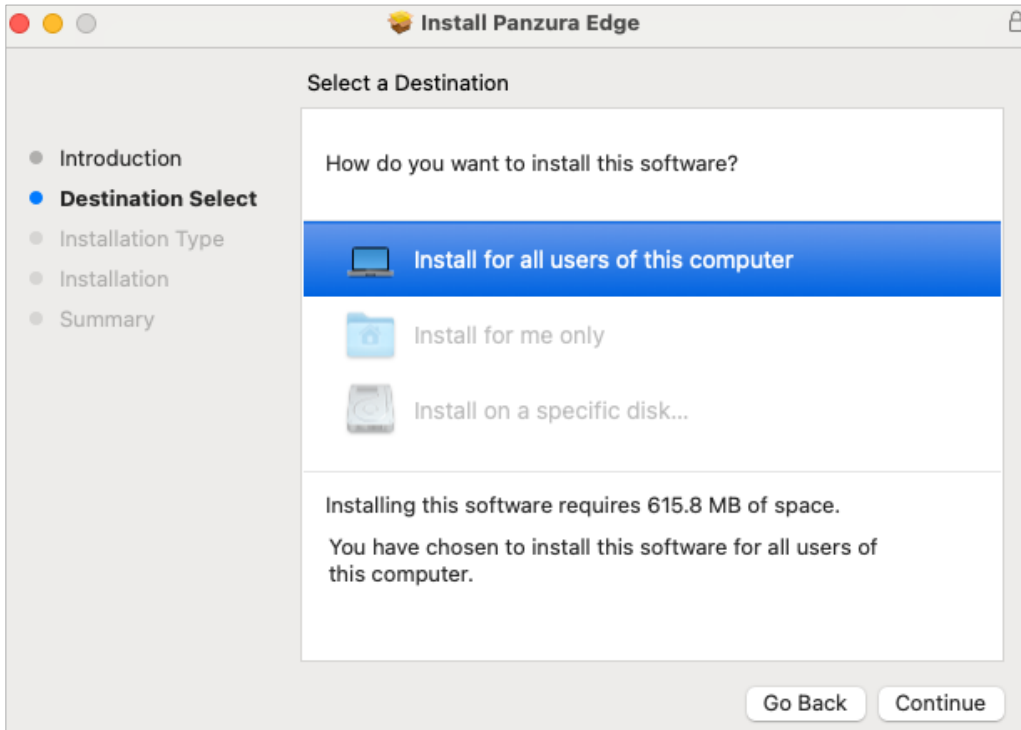 Install Panzura Edge
Select a Destination
Introduction
Destination Select
Installation Type
Installation
Summary
How do you want to install this software?
Install for all users of this computer
Install for me only
Install on a specific disk...
Installing this software requires 615.8 MB of space.
You have chosen to install this software for all users of
this computer.
Go Back
Continue